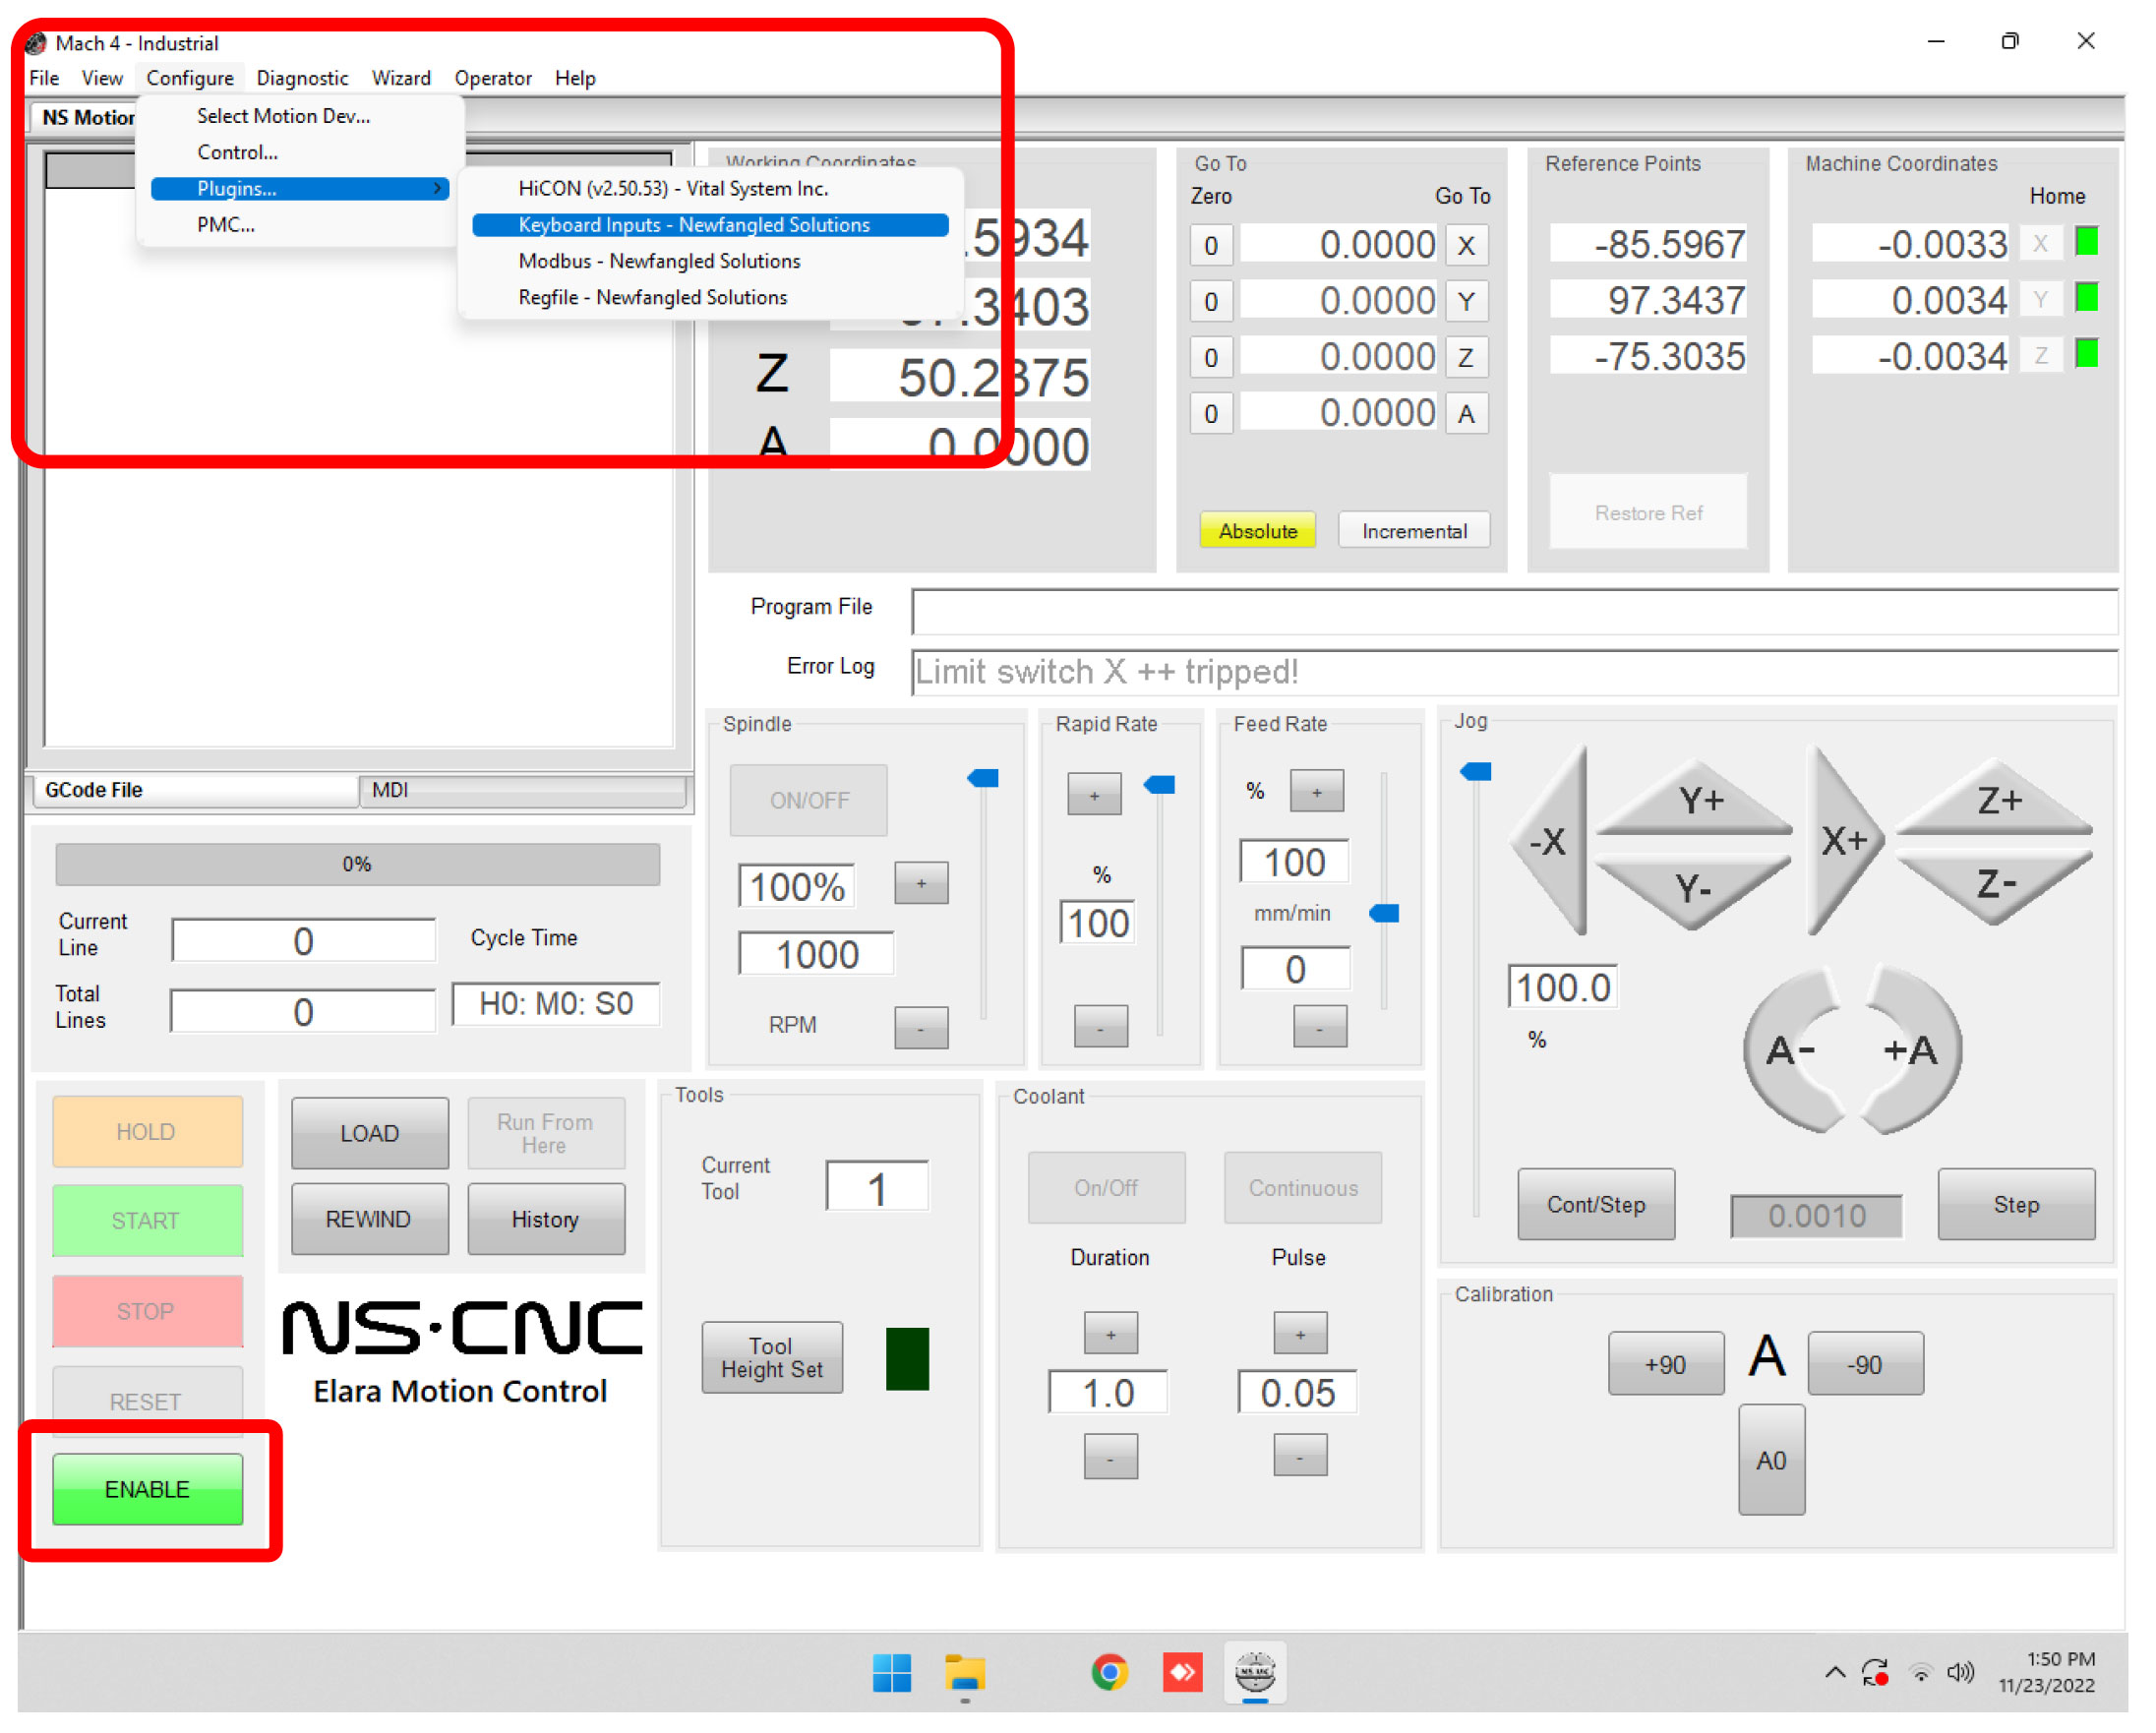 Mach 4 - Industrial
File View Configure Diagnostic Wizard Operator Help
NS Motion
Select Motion Dev...
Control...
Plugins...
PMC...
HiCON (v2.50.53) - Vital System Inc.
Keyboard Inputs - Newfangled Solutions
Modbus - Newfangled Solutions
Regfile - Newfangled Solutions
Working Coordinates
.5934
.3403
Z 50.2375
A 0.0000
Go To
Zero Go To
0 0.0000 X
0 0.0000 Y
0 0.0000 Z
0 0.0000 A
Absolute Incremental
Reference Points
-85.5967
97.3437
-75.3035
Restore Ref
Machine Coordinates
Home
-0.0033 X
0.0034 Y
-0.0034 Z
Program File
Error Log Limit switch X ++ tripped!
GCode File MDI
0%
Current
Line
0
Cycle Time
Total
Lines
0
H0: M0: S0
Spindle
ON/OFF
100% +
1000
RPM -
Rapid Rate
+
%
100
-
Feed Rate
% +
100
mm/min
0
-
Jog
-X Y+ X+ Z+
Y- Z-
100.0
%
A- +A
Cont/Step 0.0010 Step
HOLD
START
STOP
RESET
ENABLE
LOAD
Run From
Here
REWIND
History
NS·CNC
Elara Motion Control
Tools
Current
Tool
1
Tool
Height Set
Coolant
On/Off Continuous
Duration Pulse
+ +
1.0 0.05
- -
Calibration
+90 A -90
A0
NS CNC
1:50 PM
11/23/2022